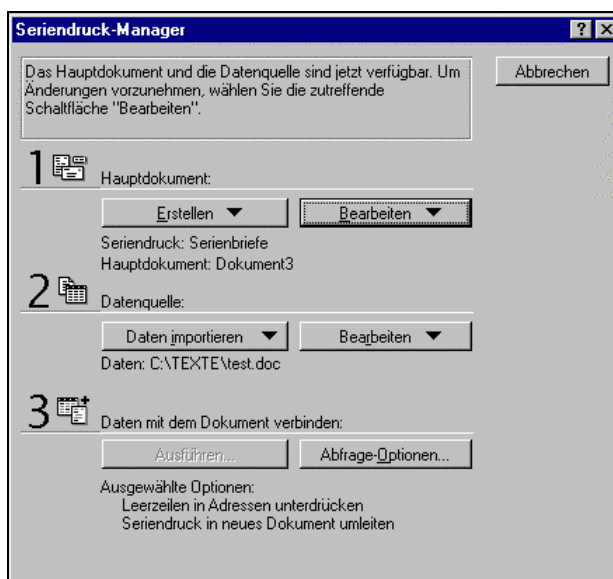 Seriendruck-Manager
Das Hauptdokument und die Datenquelle sind jetzt verfügbar. Um
Änderungen vorzunehmen, wählen Sie die zutreffende
Schaltfläche "Bearbeiten".
Abbrechen
1 Hauptdokument:
Erstellen
Bearbeiten
Seriendruck: Serienbriefe
Hauptdokument: Dokument3
2 Datenquelle:
Daten importieren
Bearbeiten
Daten: C:\TEXTE\test.doc
3 Daten mit dem Dokument verbinden:
Ausführen...
Abfrage-Optionen...
Ausgewählte Optionen:
Leerzeilen in Adressen unterdrücken
Seriendruck in neues Dokument umleiten